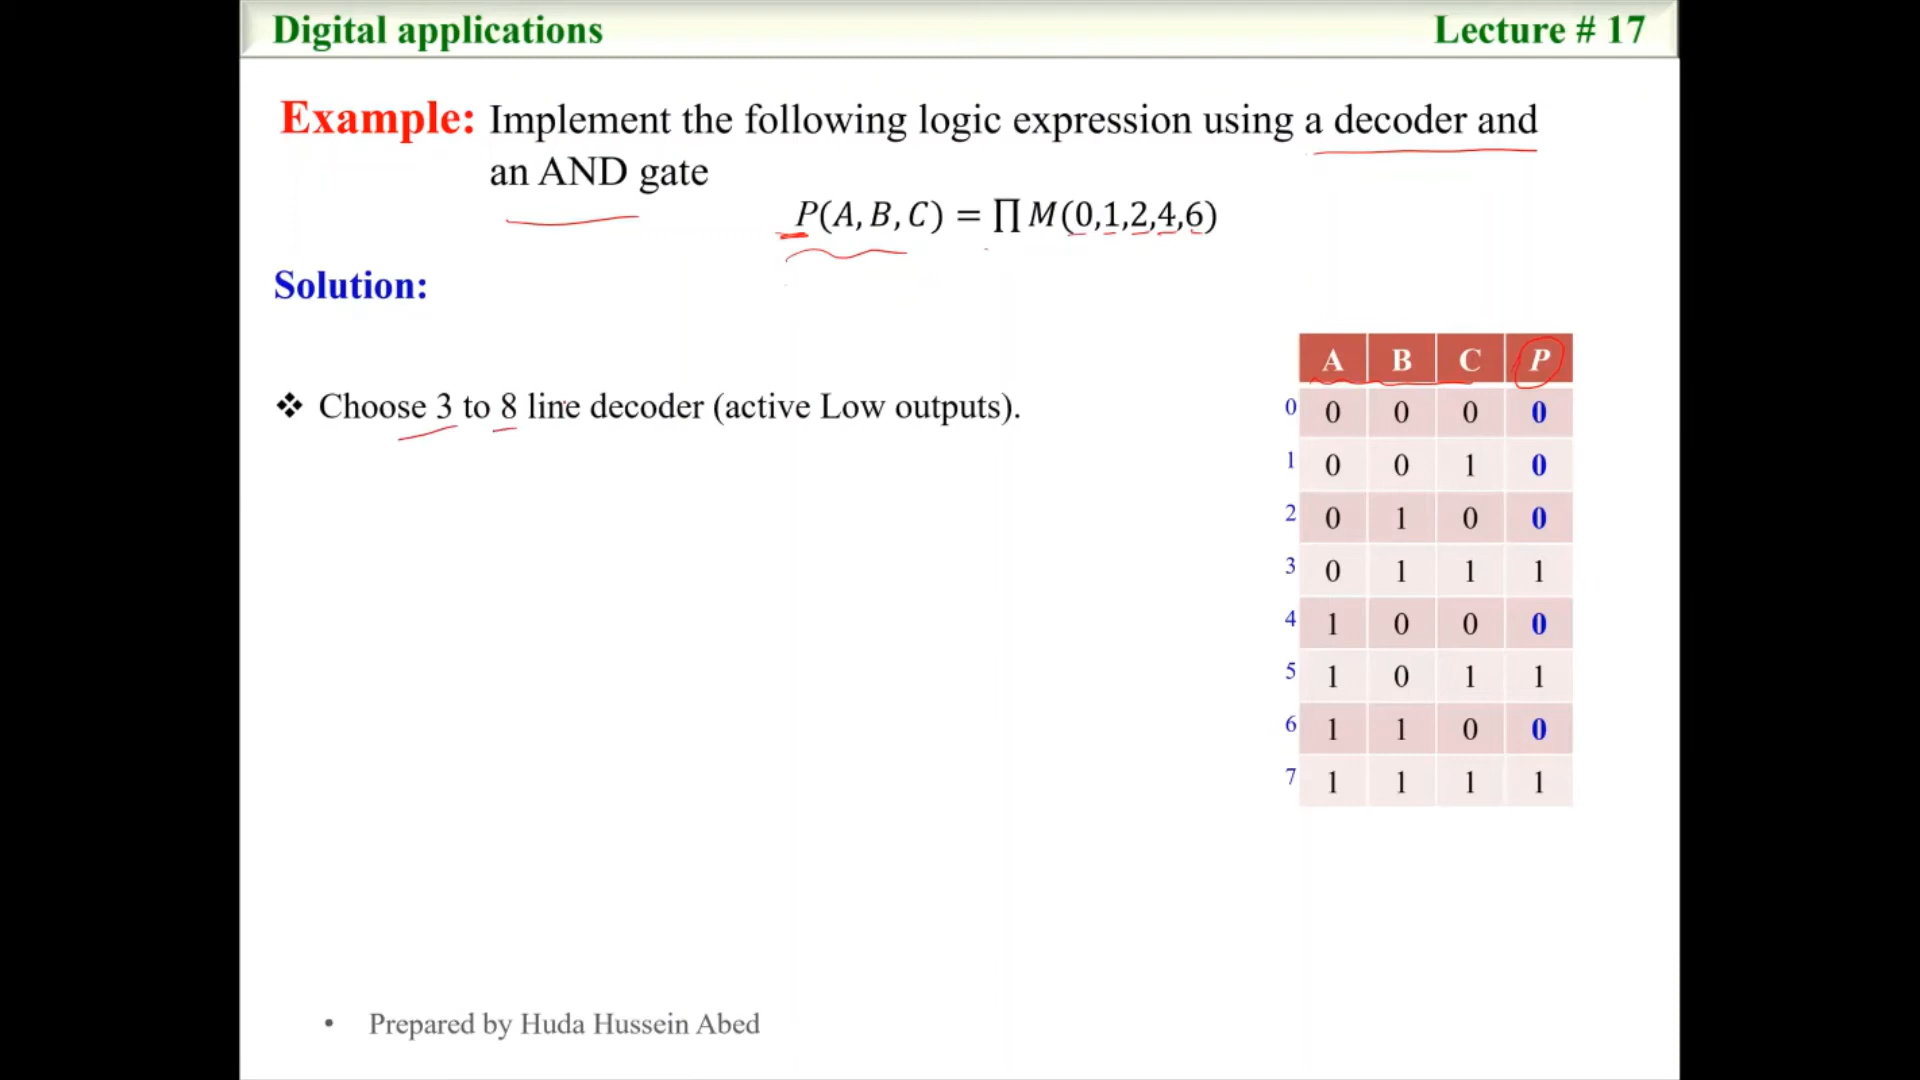 Digital applications Lecture # 17
Example: Implement the following logic expression using a decoder and
an AND gate
P(A, B, C) = ∏ M(0,1,2,4,6)
Solution:
❖ Choose 3 to 8 line decoder (active Low outputs).
A B C P
0 0 0 0 0
1 0 0 1 0
2 0 1 0 0
3 0 1 1 1
4 1 0 0 0
5 1 0 1 1
6 1 1 0 0
7 1 1 1 1
• Prepared by Huda Hussein Abed